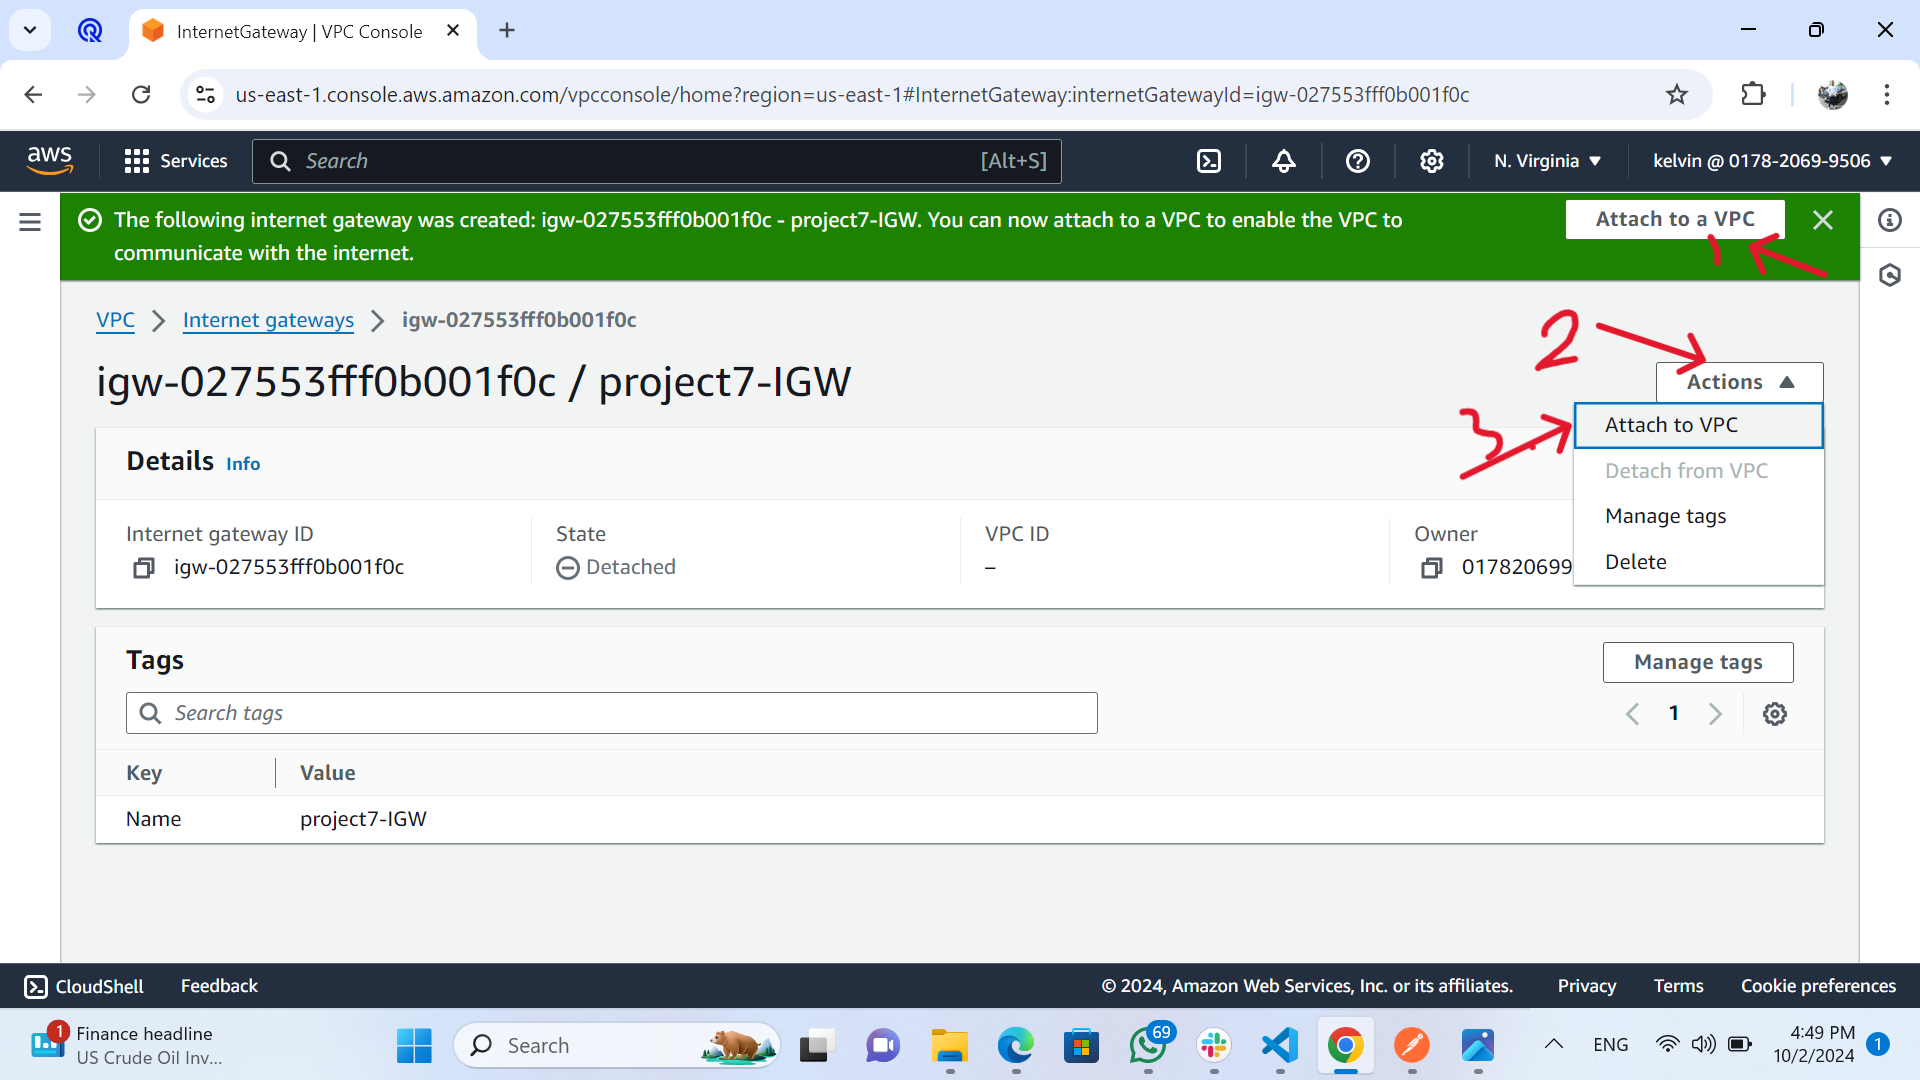 InternetGateway | VPC Console
us-east-1.console.aws.amazon.com/vpcconsole/home?region=us-east-1#InternetGateway:internetGatewayId=igw-027553fff0b001f0c
aws
Services
Search
[Alt+S]
N. Virginia
kelvin @ 0178-2069-9506
The following internet gateway was created: igw-027553fff0b001f0c - project7-IGW. You can now attach to a VPC to enable the VPC to
communicate with the internet.
Attach to a VPC
1
VPC
Internet gateways
igw-027553fff0b001f0c
2
igw-027553fff0b001f0c / project7-IGW
Actions
3.
Attach to VPC
Detach from VPC
Manage tags
Delete
Details
Info
Internet gateway ID
igw-027553fff0b001f0c
State
Detached
VPC ID
–
Owner
017820699
Tags
Manage tags
Search tags
1
Key
Value
Name
project7-IGW
CloudShell
Feedback
© 2024, Amazon Web Services, Inc. or its affiliates.
Privacy
Terms
Cookie preferences
1
Finance headline
US Crude Oil Inv...
Search
69
ENG
4:49 PM
10/2/2024
1